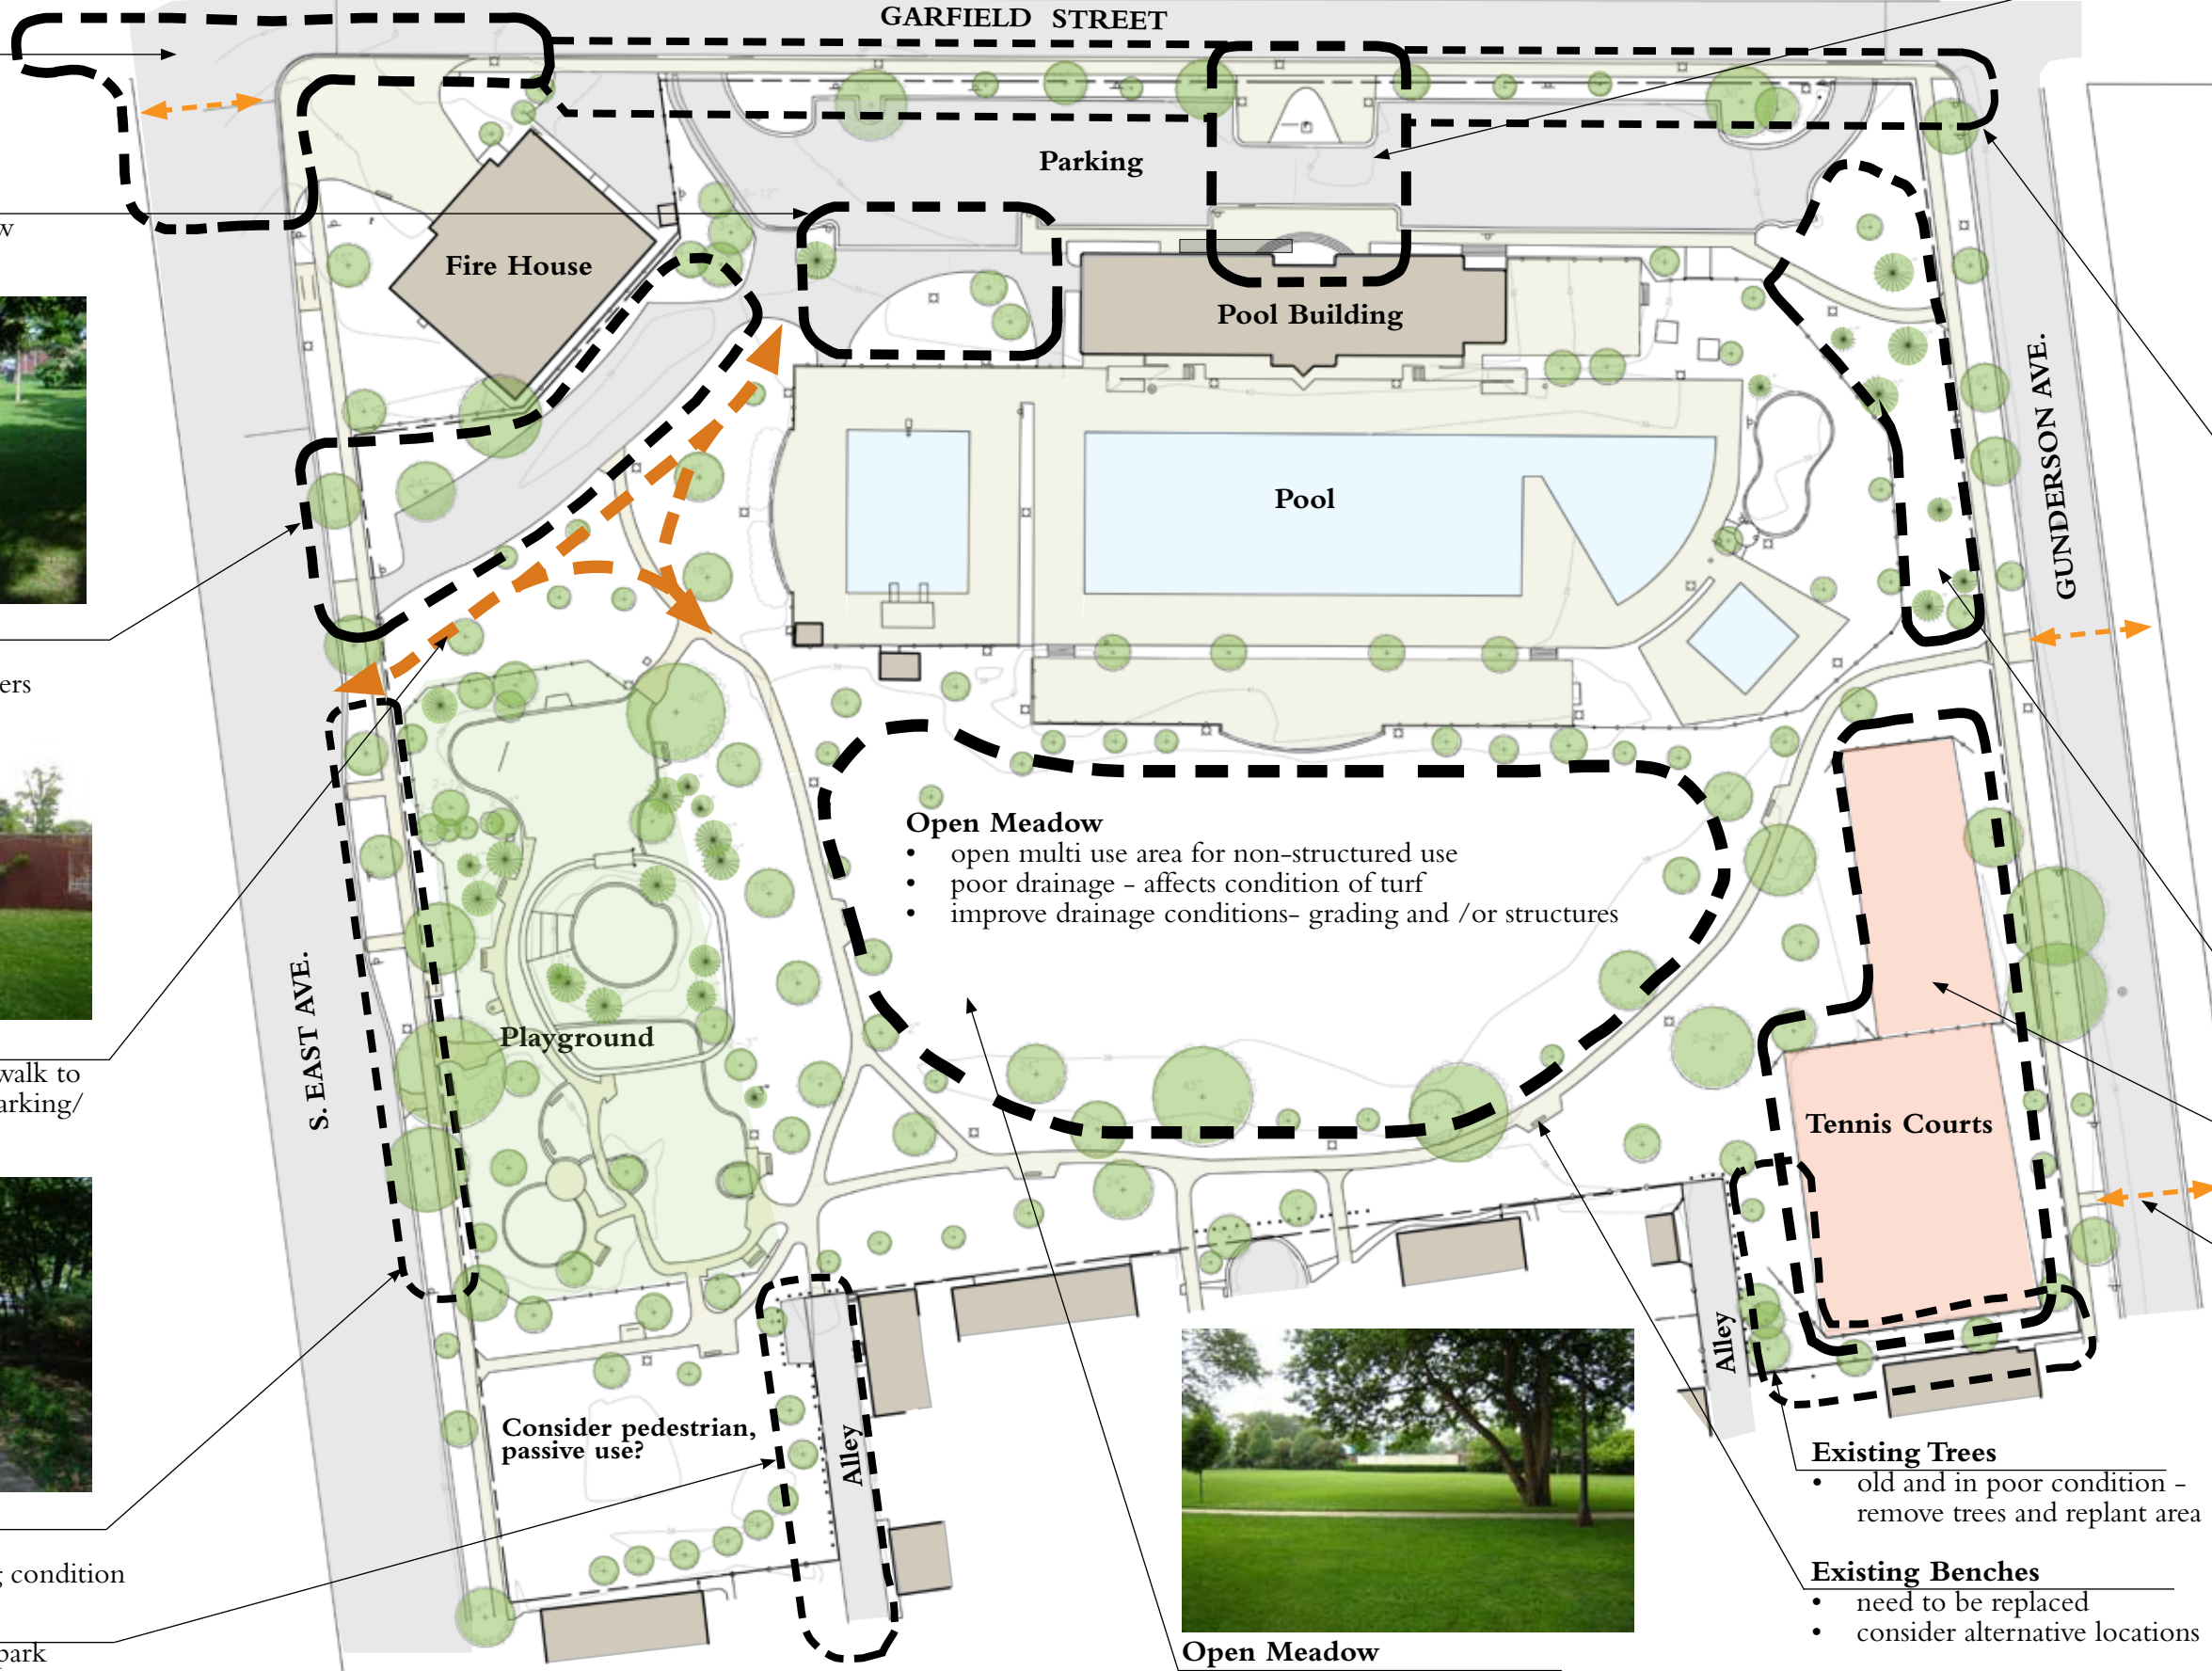 GARFIELD STREET
Parking
w
Fire House
Pool Building
GUNDERSON AVE.
Pool
ers
Open Meadow
• open multi use area for non-structured use
• poor drainage - affects condition of turf
• improve drainage conditions- grading and /or structures
S. EAST AVE.
Playground
walk to
arking/
Tennis Courts
Alley
Consider pedestrian,
passive use?
Alley
Existing Trees
• old and in poor condition -
remove trees and replant area
condition
Existing Benches
• need to be replaced
• consider alternative locations
park
Open Meadow